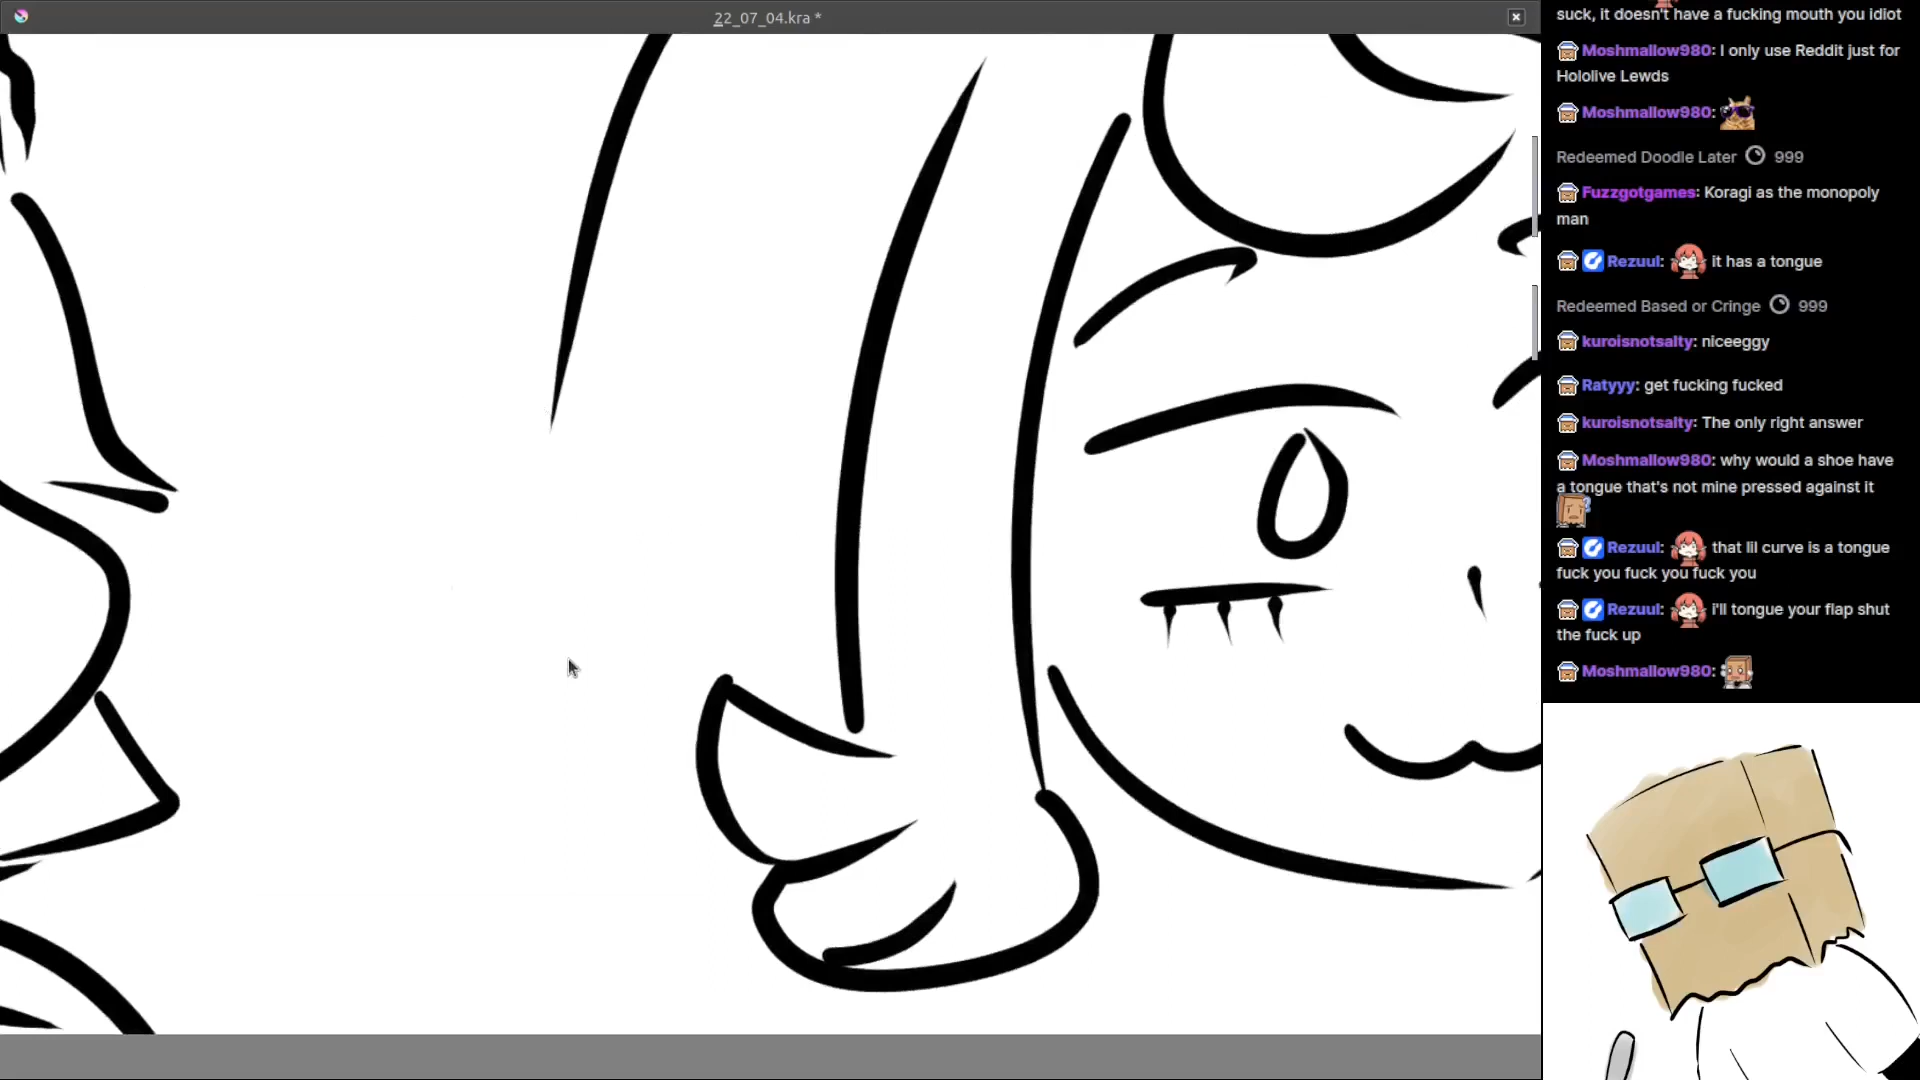 22_07_04.kra *
suck, it doesn't have a fucking mouth you idiot
Moshmallow980: I only use Reddit just for
Hololive Lewds
Moshmallow980:
Redeemed Doodle Later 999
Fuzzgotgames: Koragi as the monopoly
man
Rezuul: it has a tongue
Redeemed Based or Cringe 999
kuroisnotsalty: niceeggy
Ratyyy: get fucking fucked
kuroisnotsalty: The only right answer
Moshmallow980: why would a shoe have
a tongue that's not mine pressed against it
Rezuul: that lil curve is a tongue
fuck you fuck you fuck you
Rezuul: i'll tongue your flap shut
the fuck up
Moshmallow980: